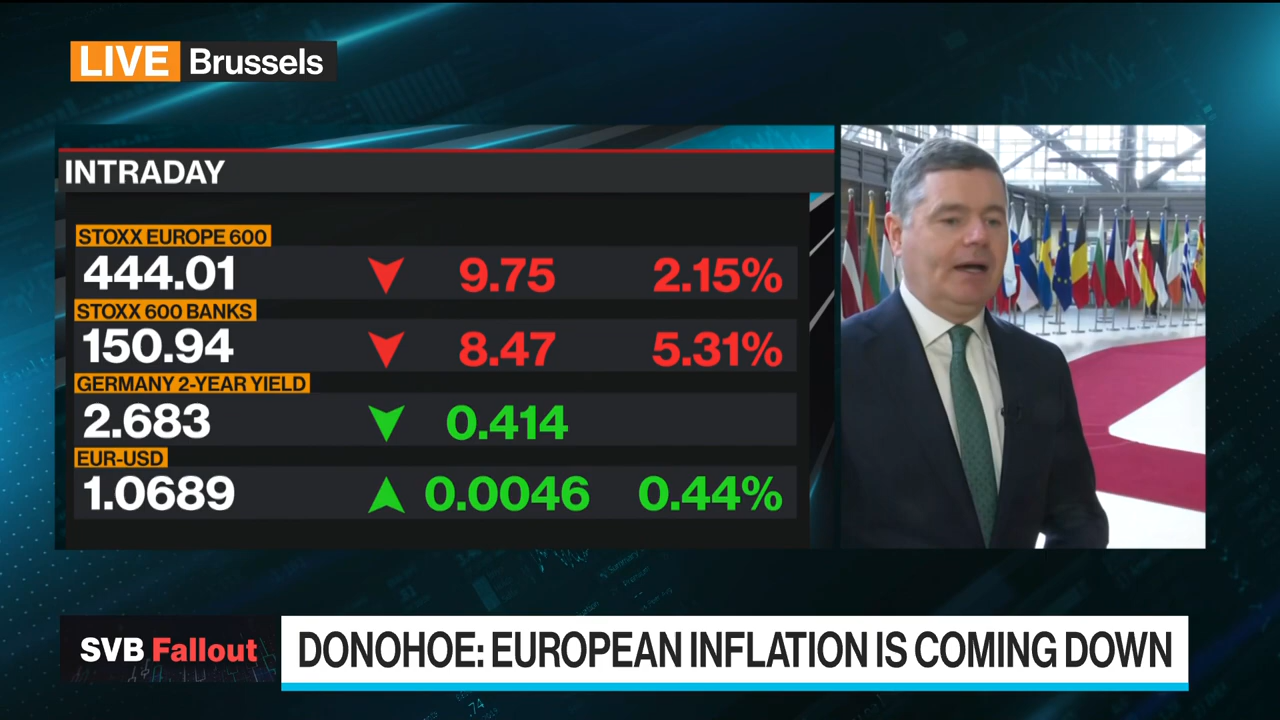 LIVE Brussels
INTRADAY
STOXX EUROPE 600
444.01 9.75 2.15%
STOXX 600 BANKS
150.94 8.47 5.31%
GERMANY 2-YEAR YIELD
2.683 0.414
EUR-USD
1.0689 0.0046 0.44%
SVB Fallout
DONOHOE: EUROPEAN INFLATION IS COMING DOWN